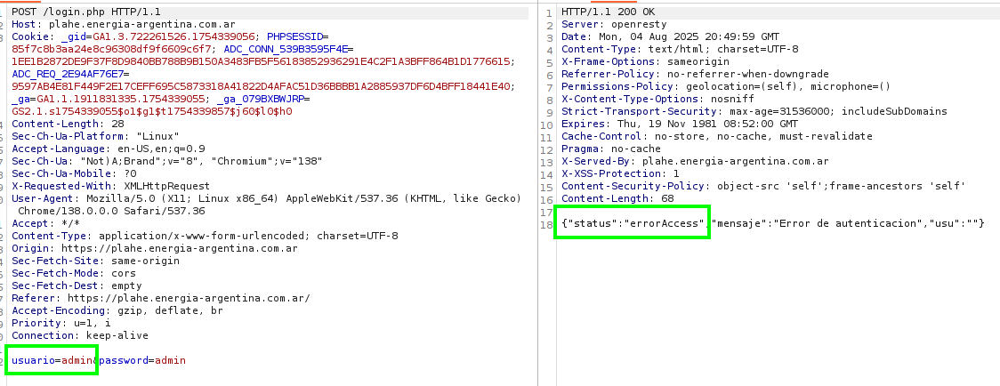 POST /login.php HTTP/1.1
Host: plahe.energia-argentina.com.ar
Cookie: _gid=GA1.3.722261526.1754339056; PHPSESSID=
85f7c8b3aa24e8c96308df9f6609c6f7; ADC_CONN_539B3595F4E=
1EE1B2872DE9F37F8D9840BB788B9B150A3483FB5F56183852936291E4C2F1A3BFF864B1D1776615;
ADC_REQ_2E94AF76E7=
9597AB4E81F449F2E17CEFF695C5873318A41822D4AFAC51D36BBBB1A2885937DF6D4BFF18441E40;
_ga=GA1.1.1911831335.1754339055; _ga_079BXBWJRP=
GS2.1.s1754339055$o1$g1$t1754339857$j60$l0$h0
Content-Length: 28
Sec-Ch-Ua-Platform: "Linux"
Accept-Language: en-US,en;q=0.9
Sec-Ch-Ua: "Not)A;Brand";v="8", "Chromium";v="138"
Sec-Ch-Ua-Mobile: ?0
X-Requested-With: XMLHttpRequest
User-Agent: Mozilla/5.0 (X11; Linux x86_64) AppleWebKit/537.36 (KHTML, like Gecko)
Chrome/138.0.0.0 Safari/537.36
Accept: */*
Content-Type: application/x-www-form-urlencoded; charset=UTF-8
Origin: https://plahe.energia-argentina.com.ar
Sec-Fetch-Site: same-origin
Sec-Fetch-Mode: cors
Sec-Fetch-Dest: empty
Referer: https://plahe.energia-argentina.com.ar/
Accept-Encoding: gzip, deflate, br
Priority: u=1, i
Connection: keep-alive
usuario=admin&password=admin
1 HTTP/1.1 200 OK
2 Server: openresty
3 Date: Mon, 04 Aug 2025 20:49:59 GMT
4 Content-Type: text/html; charset=UTF-8
5 X-Frame-Options: sameorigin
6 Referrer-Policy: no-referrer-when-downgrade
7 Permissions-Policy: geolocation=(self), microphone=()
8 X-Content-Type-Options: nosniff
9 Strict-Transport-Security: max-age=31536000; includeSubDomains
10 Expires: Thu, 19 Nov 1981 08:52:00 GMT
11 Cache-Control: no-store, no-cache, must-revalidate
12 Pragma: no-cache
13 X-Served-By: plahe.energia-argentina.com.ar
14 X-XSS-Protection: 1
15 Content-Security-Policy: object-src 'self';frame-ancestors 'self'
16 Content-Length: 68
17
18 {"status":"errorAccess","mensaje":"Error de autenticacion","usu":""}